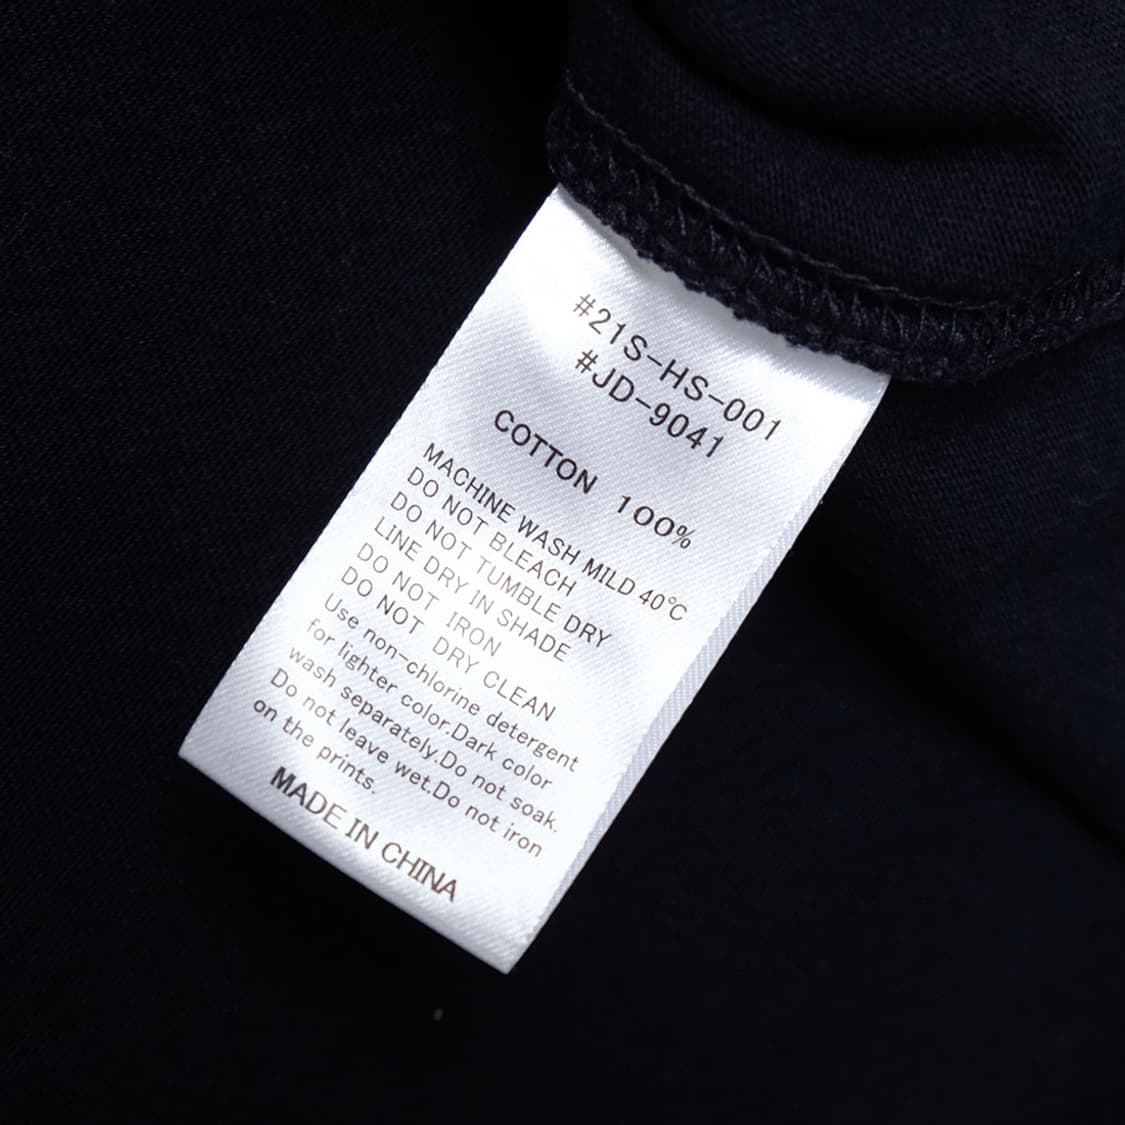 #21S-HS-001
#JD-9041
COTTON 100%
MACHINE WASH MILD 40℃
DO NOT BLEACH
DO NOT TUMBLE DRY
LINE DRY IN SHADE
DO NOT IRON
DO NOT DRY CLEAN
Use non-chlorine detergent
for lighter color.Dark color
wash separately.Do not soak.
Do not leave wet.Do not iron
on the prints.
MADE IN CHINA